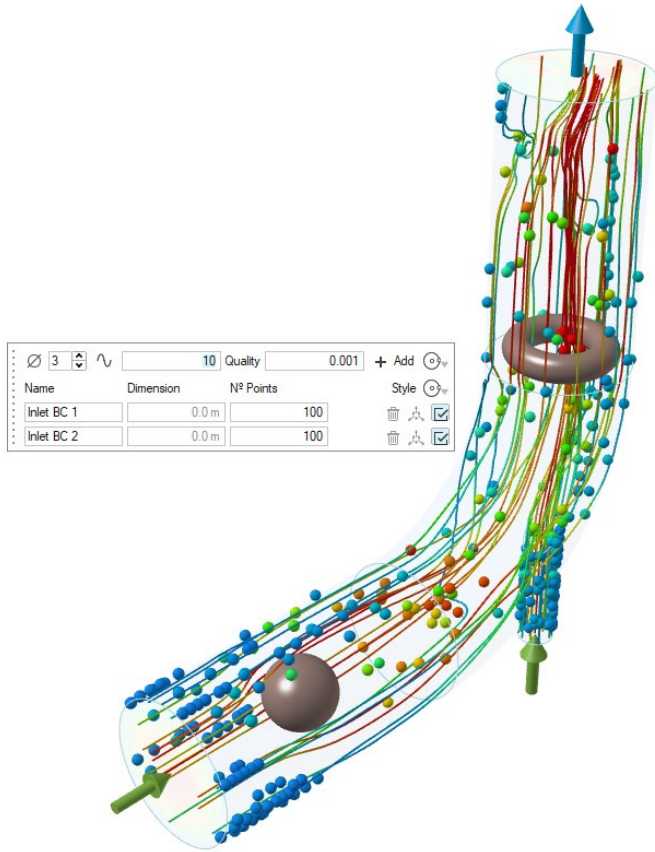 3 10 Quality 0.001 + Add
Name Dimension Nº Points Style
Inlet BC 1 0.0 m 100
Inlet BC 2 0.0 m 100